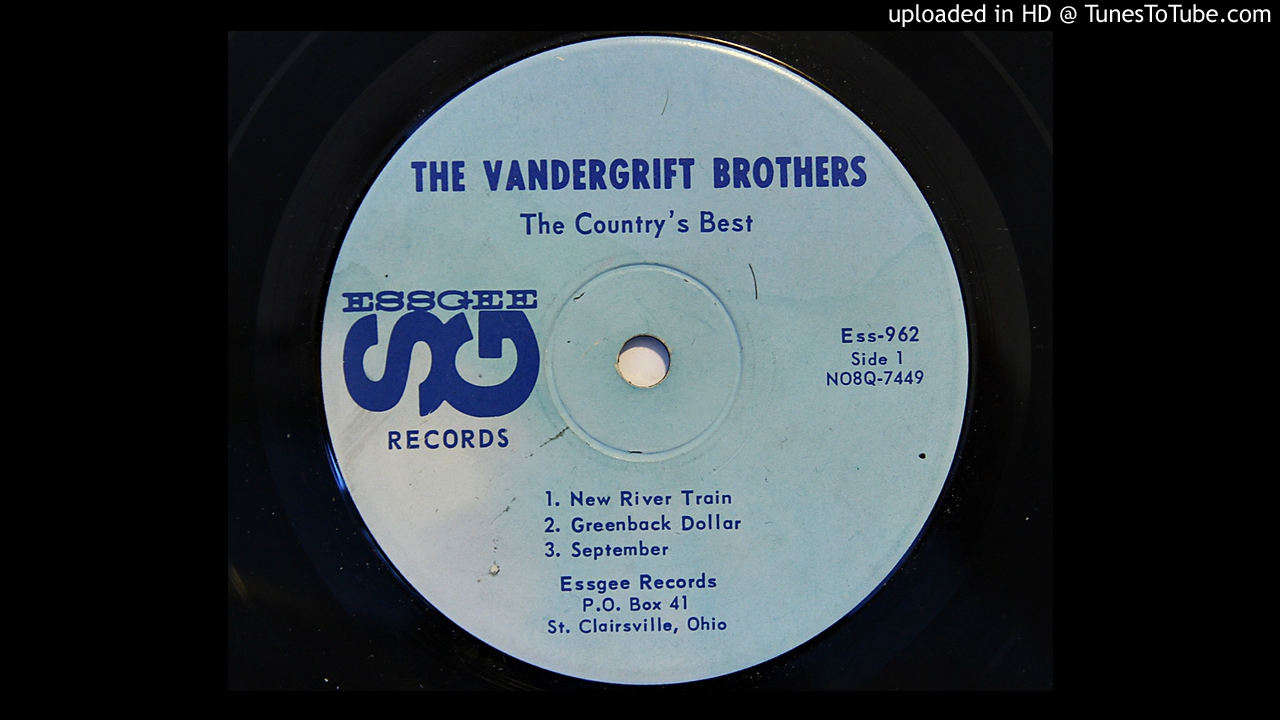 uploaded in HD @ TunesToTube.com
THE VANDERGRIFT BROTHERS
The Country's Best
ESSGEE
SG
RECORDS
Ess-962
Side 1
NO8Q-7449
1. New River Train
2. Greenback Dollar
3. September
Essgee Records
P.O. Box 41
St. Clairsville, Ohio